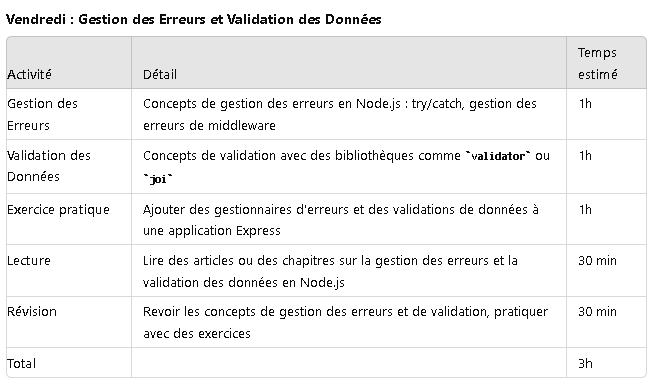 Vendredi : Gestion des Erreurs et Validation des Données
Activité Détail Temps estimé
Gestion des Erreurs Concepts de gestion des erreurs en Node.js : try/catch, gestion des
erreurs de middleware 1h
Validation des Données Concepts de validation avec des bibliothèques comme `validator` ou
`joi` 1h
Exercice pratique Ajouter des gestionnaires d'erreurs et des validations de données à
une application Express 1h
Lecture Lire des articles ou des chapitres sur la gestion des erreurs et la
validation des données en Node.js 30 min
Révision Revoir les concepts de gestion des erreurs et de validation, pratiquer
avec des exercices 30 min
Total 3h